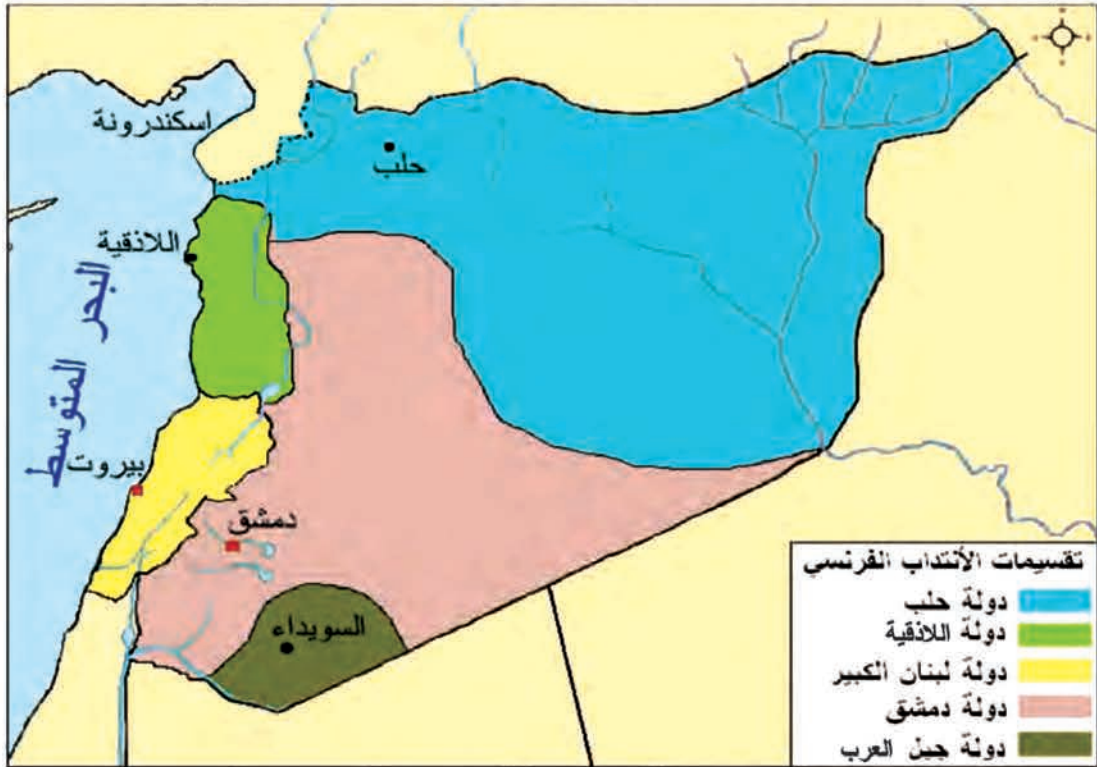 اسكندرونة
حلب
اللاذقية
البحر المتوسط
بيروت
دمشق
السويداء
تقسيمات الأنتداب الفرنسي
دولة حلب
دولة اللاذقية
دولة لبنان الكبير
دولة دمشق
دولة جبل العرب